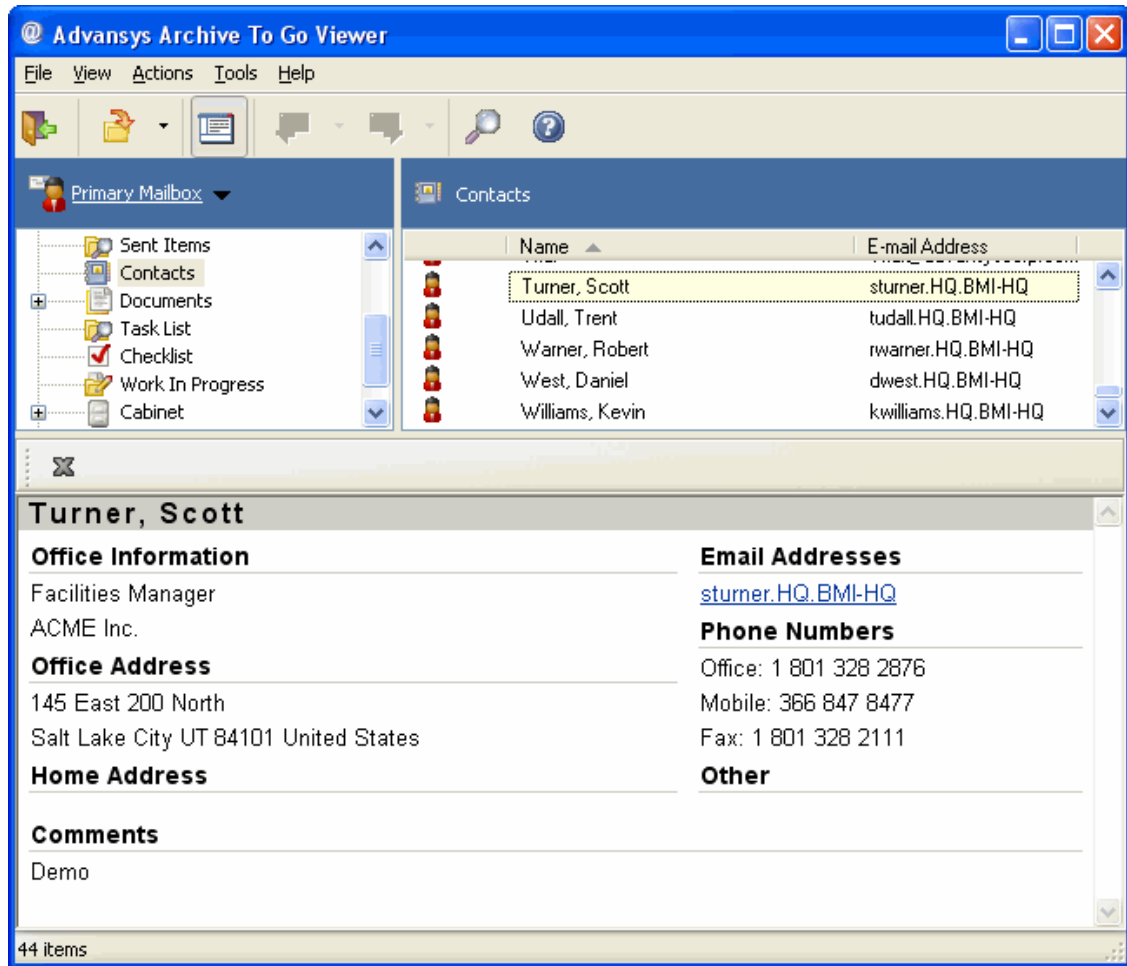 Advansys Archive To Go Viewer
File View Actions Tools Help
Primary Mailbox
Contacts
Sent Items
Contacts
Documents
Task List
Checklist
Work In Progress
Cabinet
Name E-mail Address
Turner, Scott sturner.HQ.BMI-HQ
Udall, Trent tudall.HQ.BMI-HQ
Warner, Robert rwarner.HQ.BMI-HQ
West, Daniel dwest.HQ.BMI-HQ
Williams, Kevin kwilliams.HQ.BMI-HQ
Turner, Scott
Office Information
Facilities Manager
ACME Inc.
Office Address
145 East 200 North
Salt Lake City UT 84101 United States
Home Address
Email Addresses
sturner.HQ.BMI-HQ
Phone Numbers
Office: 1 801 328 2876
Mobile: 366 847 8477
Fax: 1 801 328 2111
Other
Comments
Demo
44 items